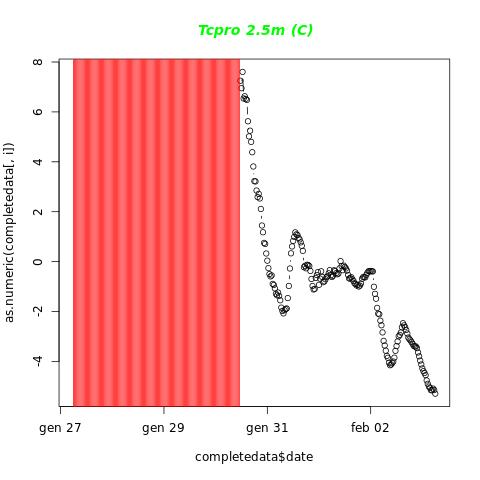 Tcpro 2.5m (C)
as.numeric(completedata[, i])
8
6
4
2
0
-2
-4
gen 27 gen 29 gen 31 feb 02
completedata$date